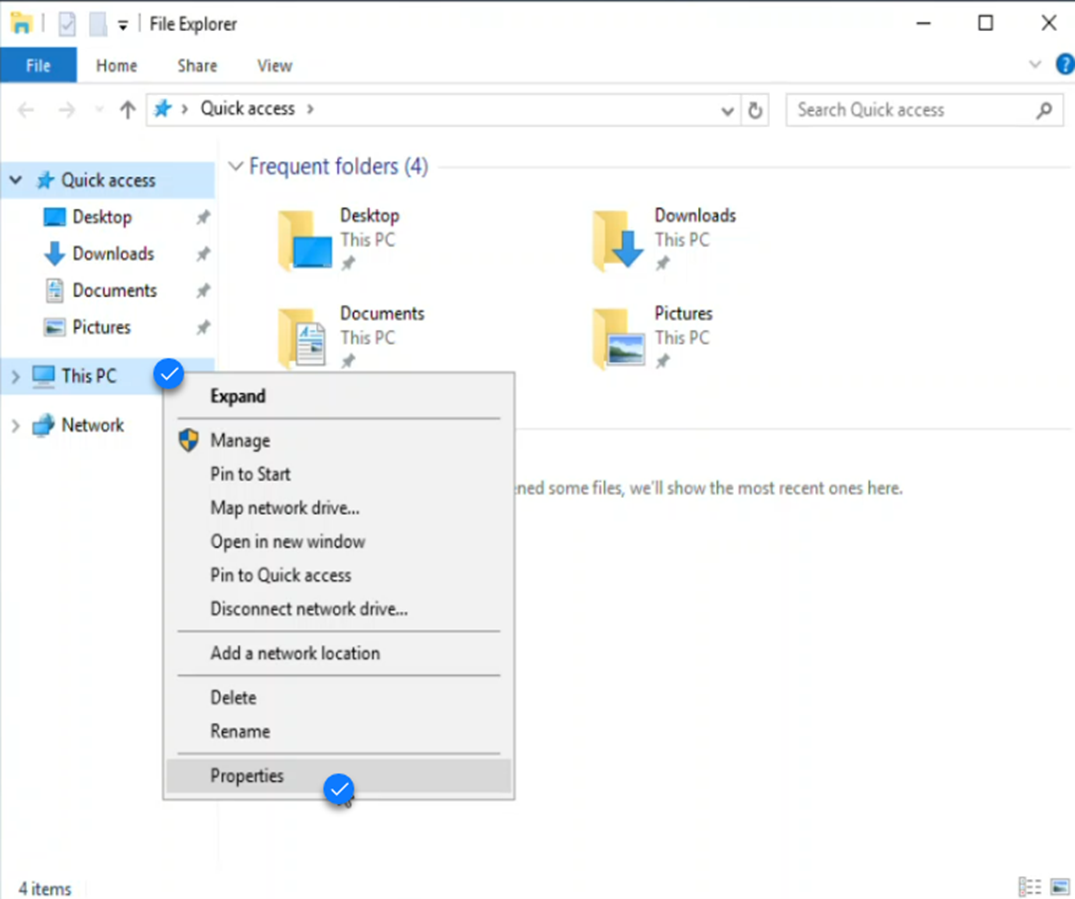 File Explorer
File Home Share View
Quick access
Search Quick access
Quick access
Desktop
Downloads
Documents
Pictures
This PC
Network
Frequent folders (4)
Desktop
This PC
Downloads
This PC
Documents
This PC
Pictures
This PC
some files, we'll show the most recent ones here.
Expand
Manage
Pin to Start
Map network drive...
Open in new window
Pin to Quick access
Disconnect network drive...
Add a network location
Delete
Rename
Properties
4 items